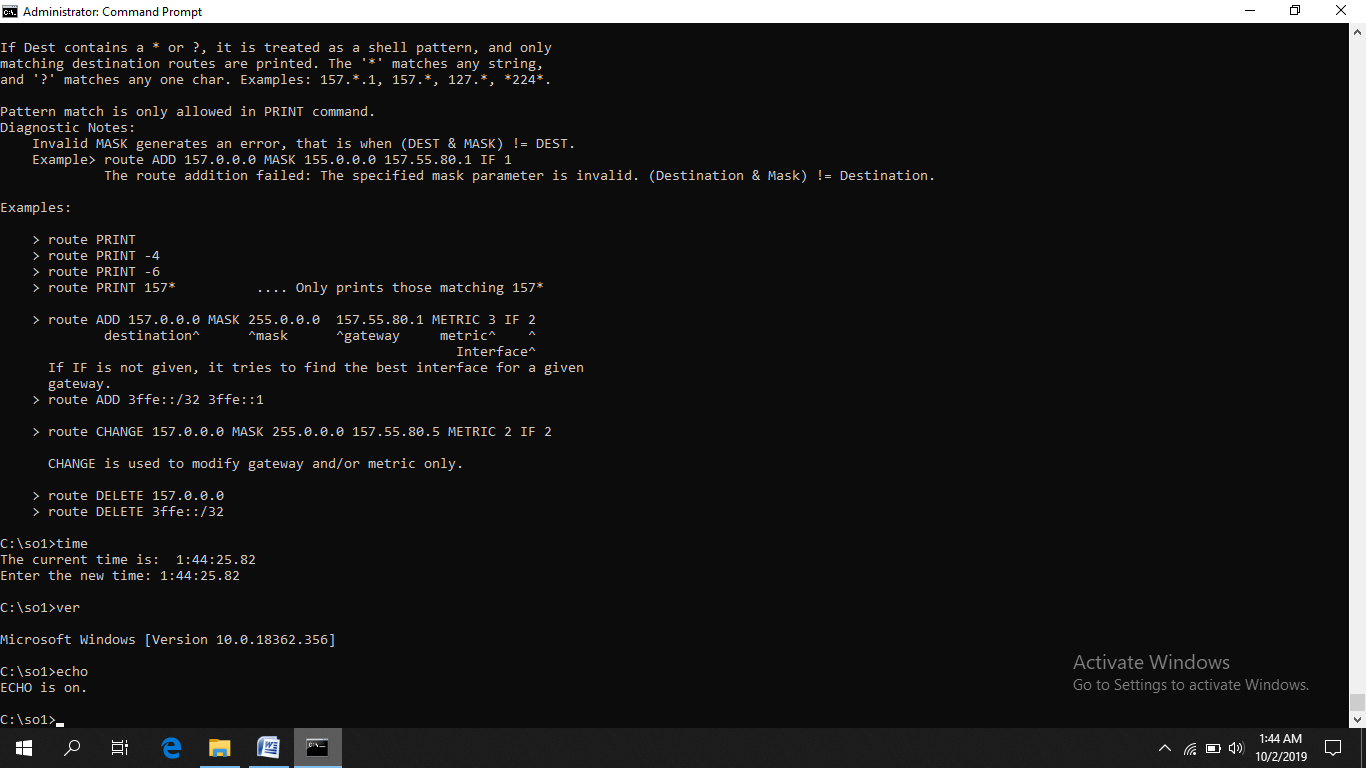 Administrator: Command Prompt
If Dest contains a * or ?, it is treated as a shell pattern, and only
matching destination routes are printed. The '*' matches any string,
and '?' matches any one char. Examples: 157.*.1, 157.*, 127.*, *224*.
Pattern match is only allowed in PRINT command.
Diagnostic Notes:
    Invalid MASK generates an error, that is when (DEST & MASK) != DEST.
    Example> route ADD 157.0.0.0 MASK 155.0.0.0 157.55.80.1 IF 1
             The route addition failed: The specified mask parameter is invalid. (Destination & Mask) != Destination.
Examples:
    > route PRINT
    > route PRINT -4
    > route PRINT -6
    > route PRINT 157*          .... Only prints those matching 157*
    > route ADD 157.0.0.0 MASK 255.0.0.0  157.55.80.1 METRIC 3 IF 2
             destination^      ^mask      ^gateway     metric^    ^
                                                         Interface^
      If IF is not given, it tries to find the best interface for a given
      gateway.
    > route ADD 3ffe::/32 3ffe::1
    > route CHANGE 157.0.0.0 MASK 255.0.0.0 157.55.80.5 METRIC 2 IF 2
      CHANGE is used to modify gateway and/or metric only.
    > route DELETE 157.0.0.0
    > route DELETE 3ffe::/32
C:\so1>time
The current time is:  1:44:25.82
Enter the new time: 1:44:25.82
C:\so1>ver
Microsoft Windows [Version 10.0.18362.356]
C:\so1>echo
ECHO is on.
C:\so1>
Activate Windows
Go to Settings to activate Windows.
1:44 AM
10/2/2019